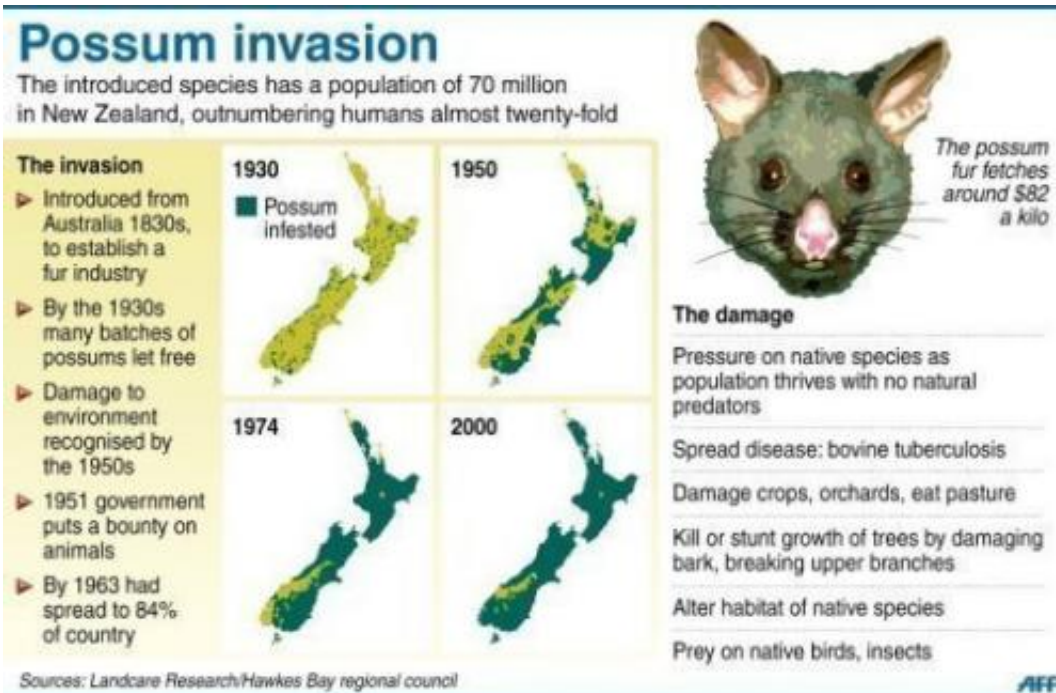 Possum invasion
The introduced species has a population of 70 million
in New Zealand, outnumbering humans almost twenty-fold
The invasion
Introduced from
Australia 1830s,
to establish a
fur industry
By the 1930s
many batches of
possums let free
Damage to
environment
recognised by
the 1950s
1951 government
puts a bounty on
animals
By 1963 had
spread to 84%
of country
1930
Possum
infested
1950
1974
2000
The possum
fur fetches
around $82
a kilo
The damage
Pressure on native species as
population thrives with no natural
predators
Spread disease: bovine tuberculosis
Damage crops, orchards, eat pasture
Kill or stunt growth of trees by damaging
bark, breaking upper branches
Alter habitat of native species
Prey on native birds, insects
Sources: Landcare Research/Hawkes Bay regional council
AFP